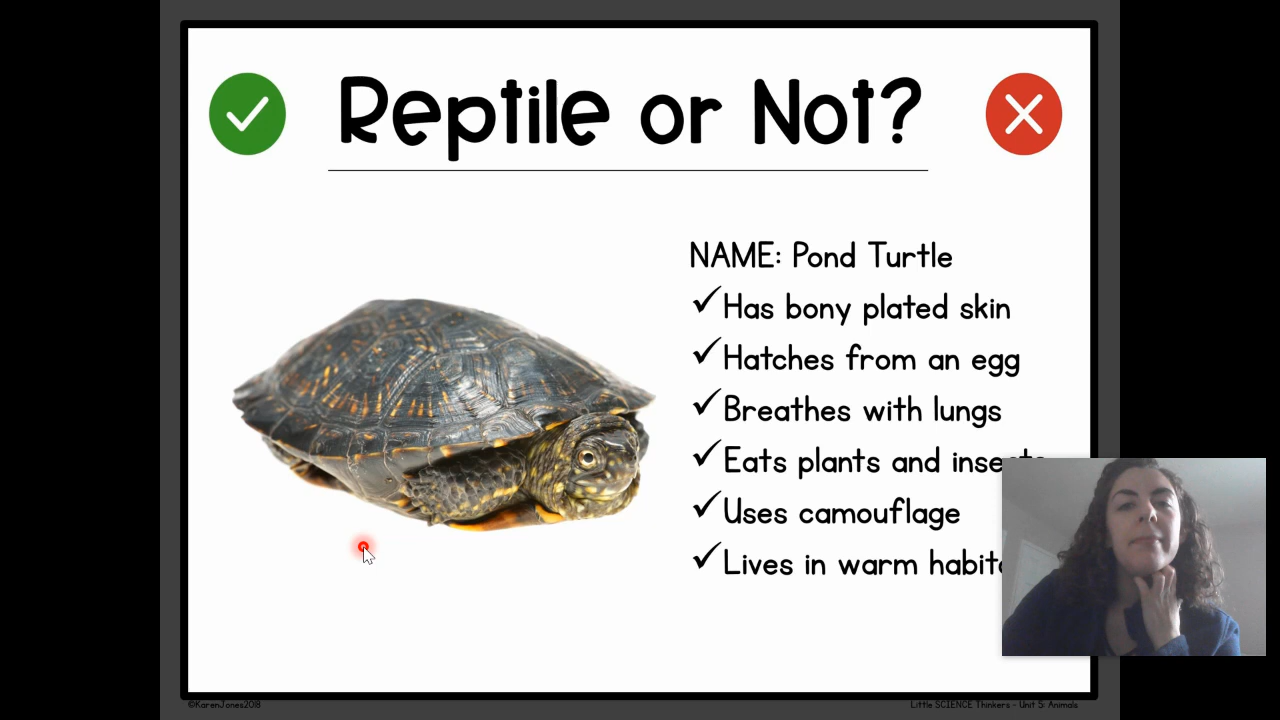 Reptile or Not?
NAME: Pond Turtle
✓Has bony plated skin
✓Hatches from an egg
✓Breathes with lungs
✓Eats plants and insects
✓Uses camouflage
✓Lives in warm
©KarenJones2018
Little SCIENCE Thinkers - Unit 5: Animals